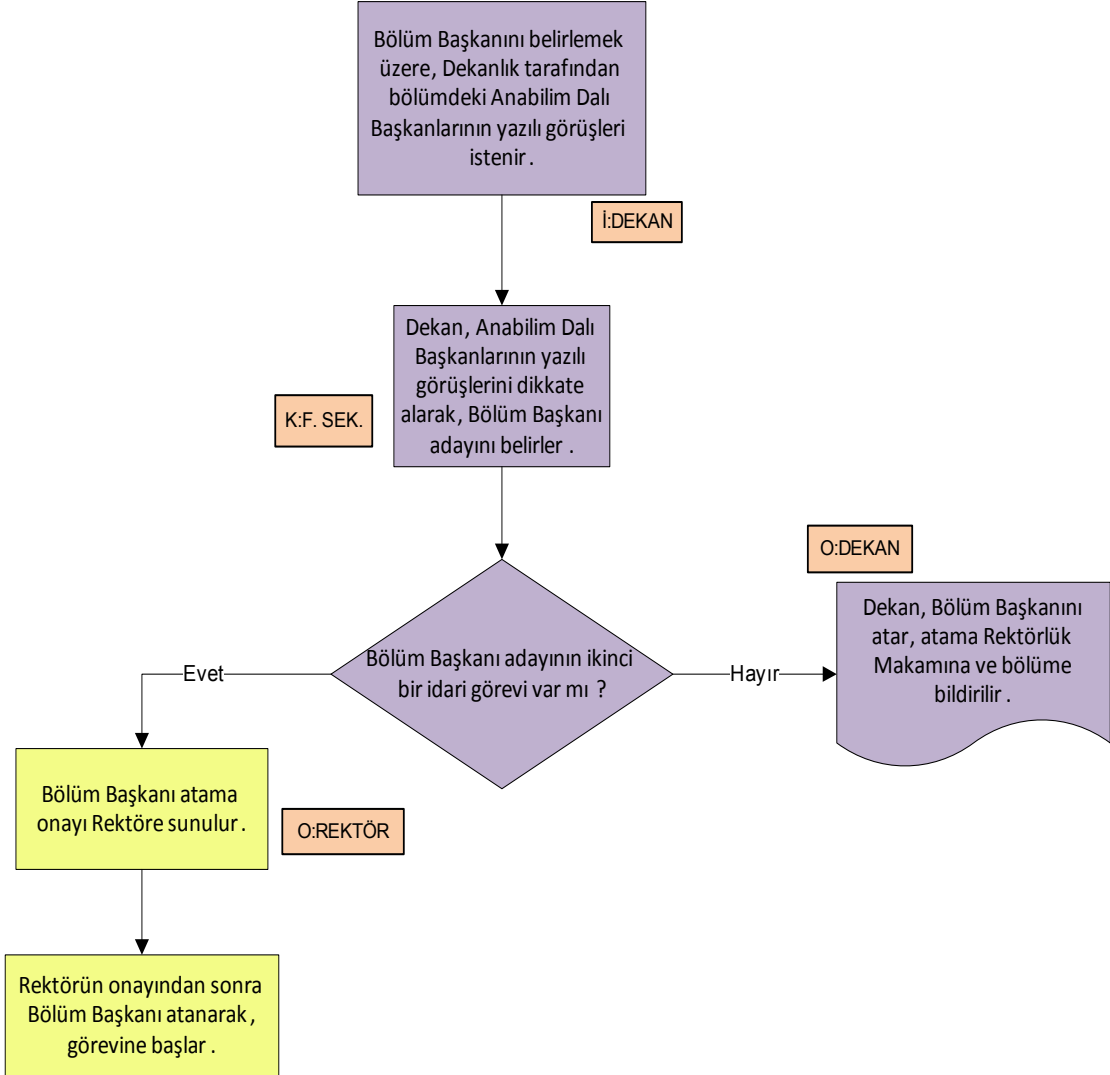 Bölüm Başkanını belirlemek
üzere, Dekanlık tarafından
bölümdeki Anabilim Dalı
Başkanlarının yazılı görüşleri
istenir .
İ:DEKAN
Dekan, Anabilim Dalı
Başkanlarının yazılı
görüşlerini dikkate
alarak, Bölüm Başkanı
adayını belirler .
K:F. SEK.
O:DEKAN
Dekan, Bölüm Başkanını
atar, atama Rektörlük
Makamına ve bölüme
bildirilir .
Bölüm Başkanı adayının ikinci
bir idari görevi var mı ?
Evet
Hayır
Bölüm Başkanı atama
onayı Rektöre sunulur .
O:REKTÖR
Rektörün onayından sonra
Bölüm Başkanı atanarak ,
görevine başlar .